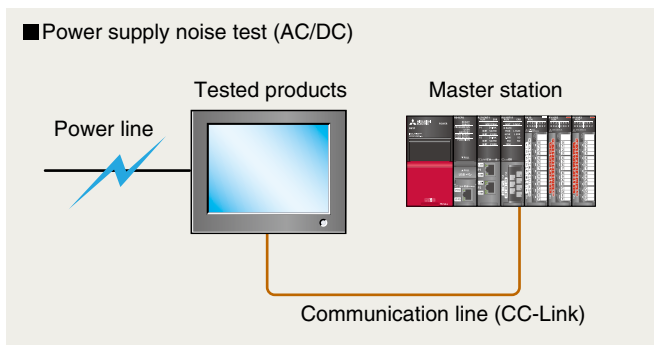 ■Power supply noise test (AC/DC)
Tested products
Master station
Power line
Communication line (CC-Link)